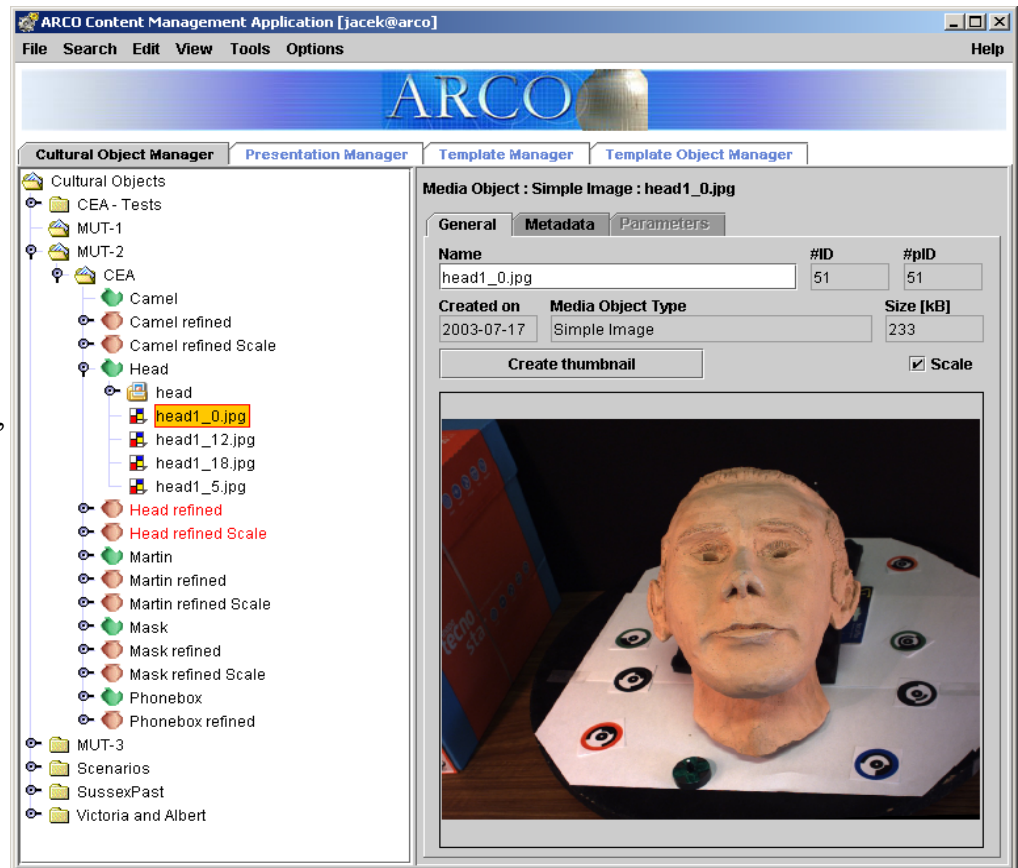 ARCO Content Management Application [jacek@arco]
File Search Edit View Tools Options Help
ARCO
Cultural Object Manager Presentation Manager Template Manager Template Object Manager
Cultural Objects
CEA - Tests
MUT-1
MUT-2
CEA
Camel
Camel refined
Camel refined Scale
Head
head
head1_0.jpg
head1_12.jpg
head1_18.jpg
head1_5.jpg
Head refined
Head refined Scale
Martin
Martin refined
Martin refined Scale
Mask
Mask refined
Mask refined Scale
Phonebox
Phonebox refined
MUT-3
Scenarios
SussexPast
Victoria and Albert
Media Object : Simple Image : head1_0.jpg
General Metadata Parameters
Name #ID #pID
head1_0.jpg 51 51
Created on Media Object Type Size [kB]
2003-07-17 Simple Image 233
Create thumbnail Scale
tecno
sta